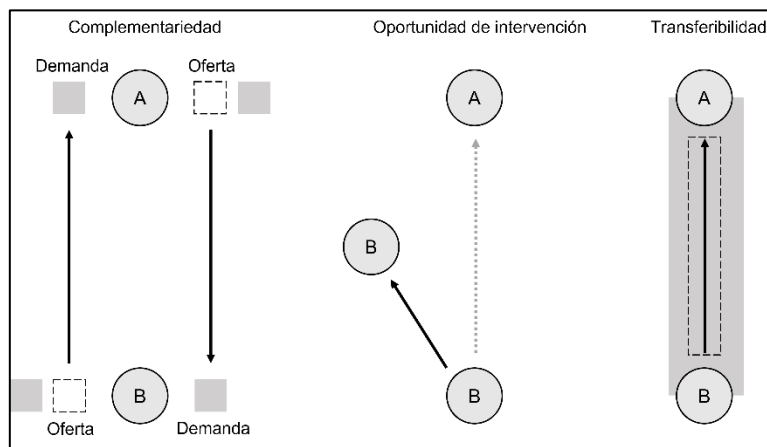 Complementariedad
Oportunidad de intervención
Transferibilidad
Demanda
Oferta
A
A
A
B
B
B
B
Oferta
Demanda